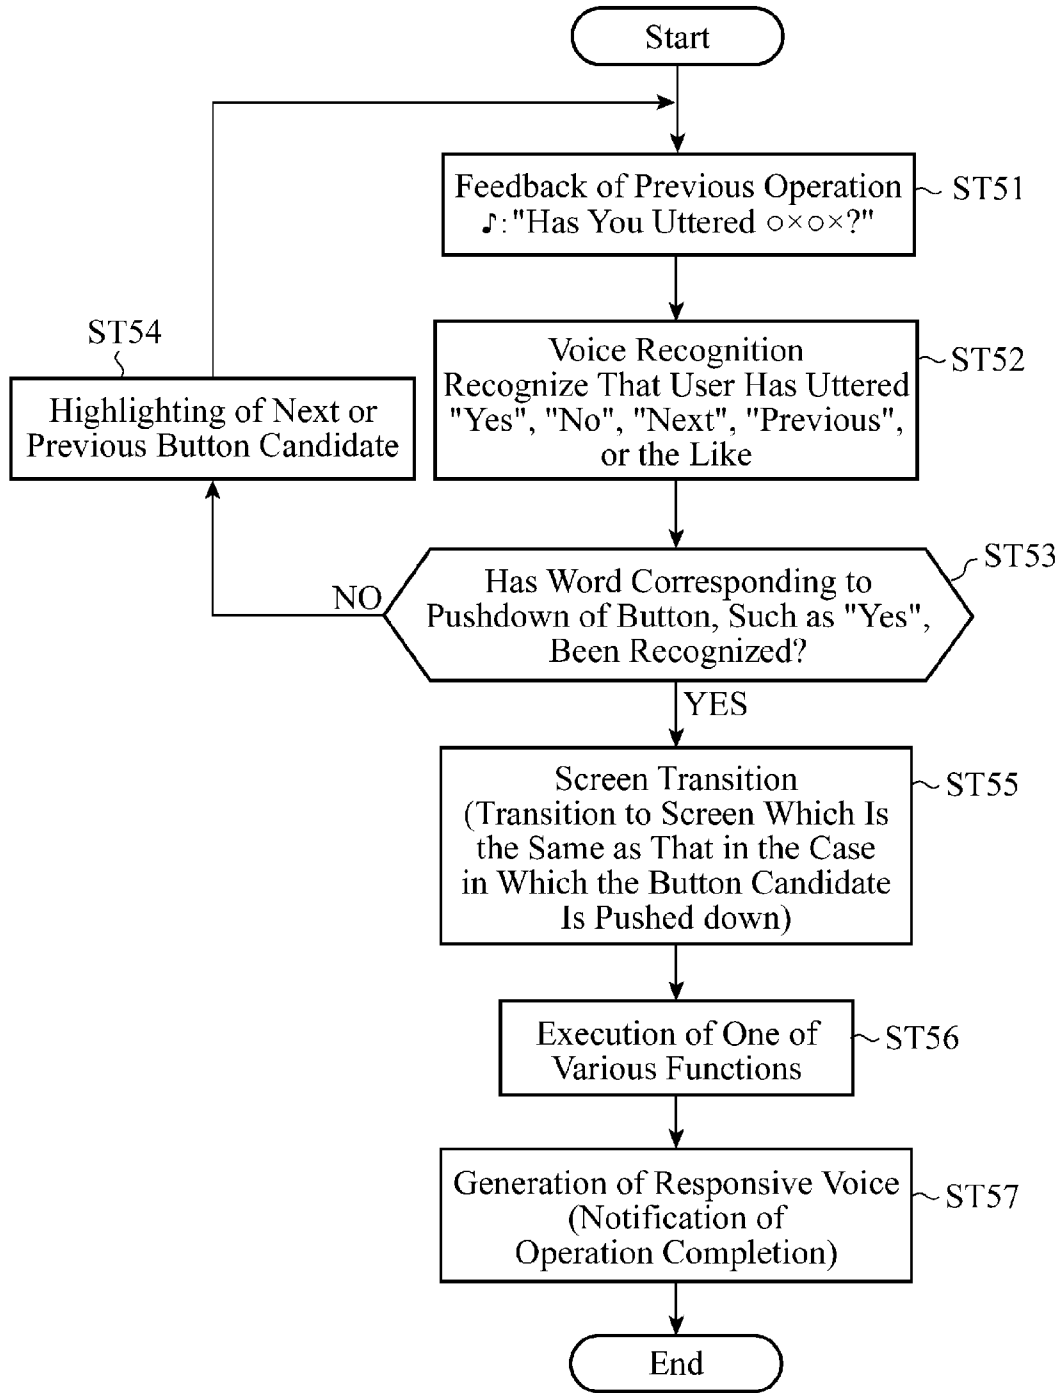 Start
Feedback of Previous Operation
♪:"Has You Uttered ○×○×?"
ST51
ST54
Highlighting of Next or
Previous Button Candidate
Voice Recognition
Recognize That User Has Uttered
"Yes", "No", "Next", "Previous",
or the Like
ST52
NO
Has Word Corresponding to
Pushdown of Button, Such as "Yes",
Been Recognized?
ST53
YES
Screen Transition
(Transition to Screen Which Is
the Same as That in the Case
in Which the Button Candidate
Is Pushed down)
ST55
Execution of One of
Various Functions
ST56
Generation of Responsive Voice
(Notification of
Operation Completion)
ST57
End